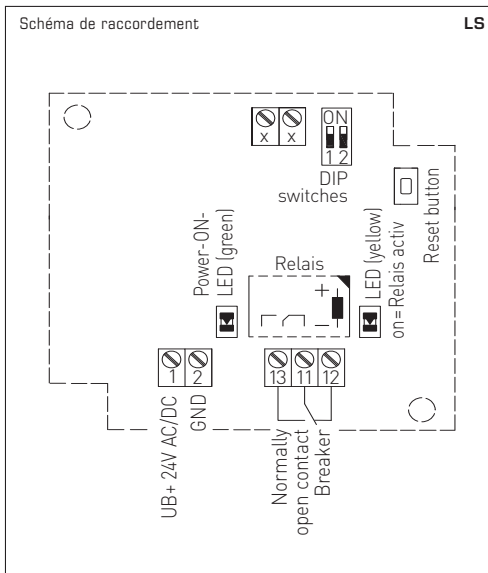 Schéma de raccordement
LS
x x
ON
1 2
DIP
switches
Reset button
Power-ON-
LED (green)
Relais
+
–
LED (yellow)
on= Relais activ
1 2
13 11 12
UB+ 24V AC/DC
GND
Normally
open contact
Breaker